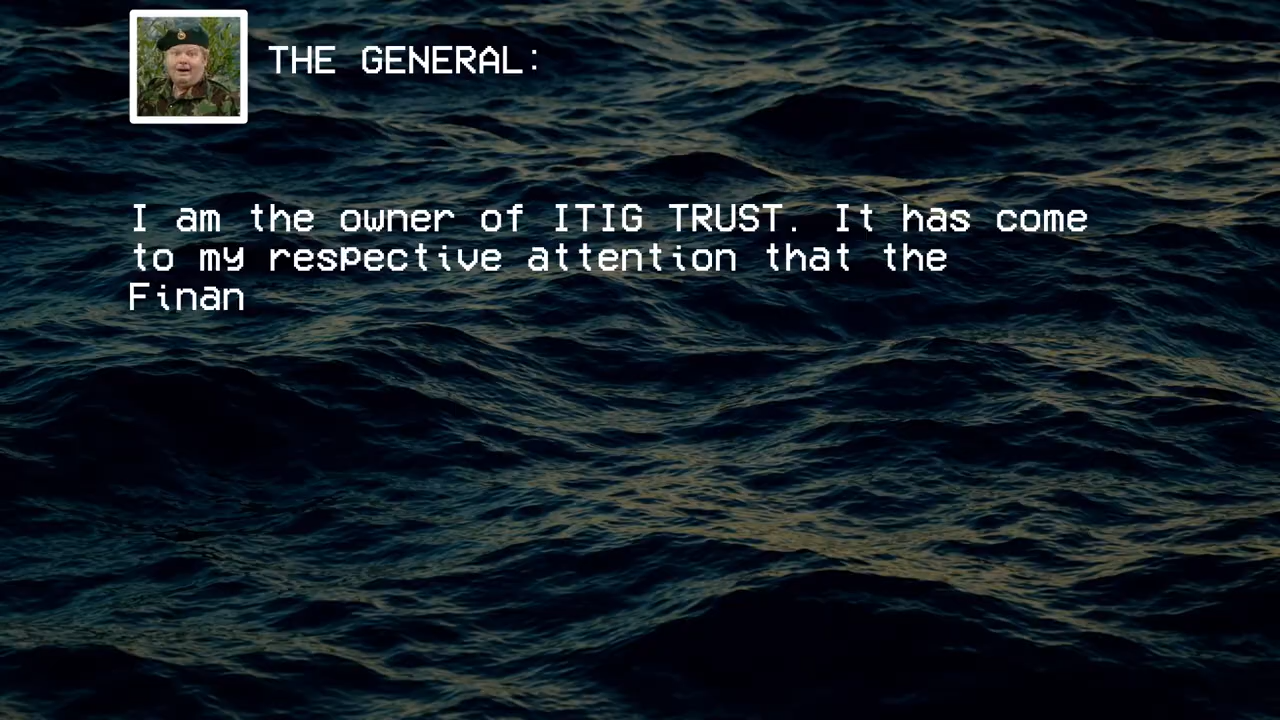 THE GENERAL:
I am the owner of ITIG TRUST. It has come
to my respective attention that the
Finan